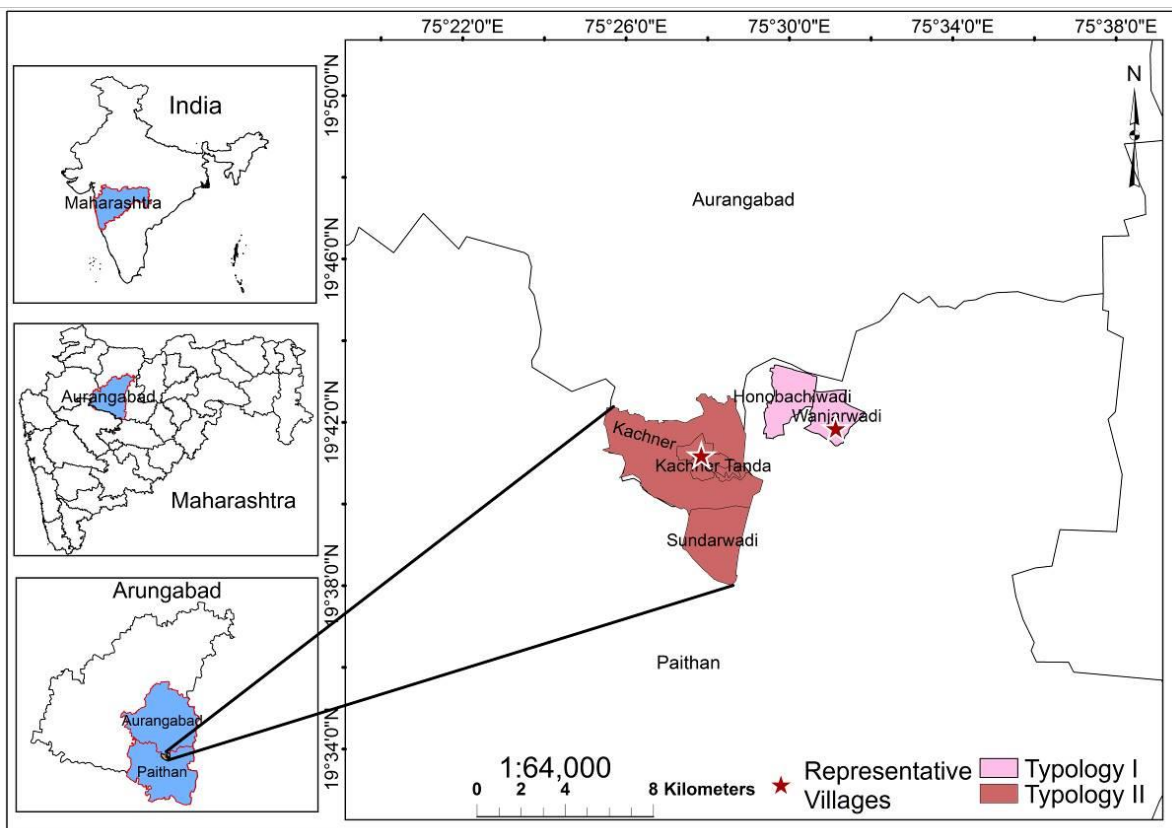 75°22'0"E
75°26'0"E
75°30'0"E
75°34'0"E
75°38'0"E
India
Maharashtra
Aurangabad
Maharashtra
Arungabad
Aurangabad
Paithan
19°50'0"N
19°46'0"N
19°42'0"N
19°38'0"N
19°34'0"N
N
Aurangabad
Honobachiwadi
Wanjarwadi
Kachner
Kachner Tanda
Sundarwadi
Paithan
1:64,000
0 2 4 8 Kilometers
Representative
Villages
Typology I
Typology II